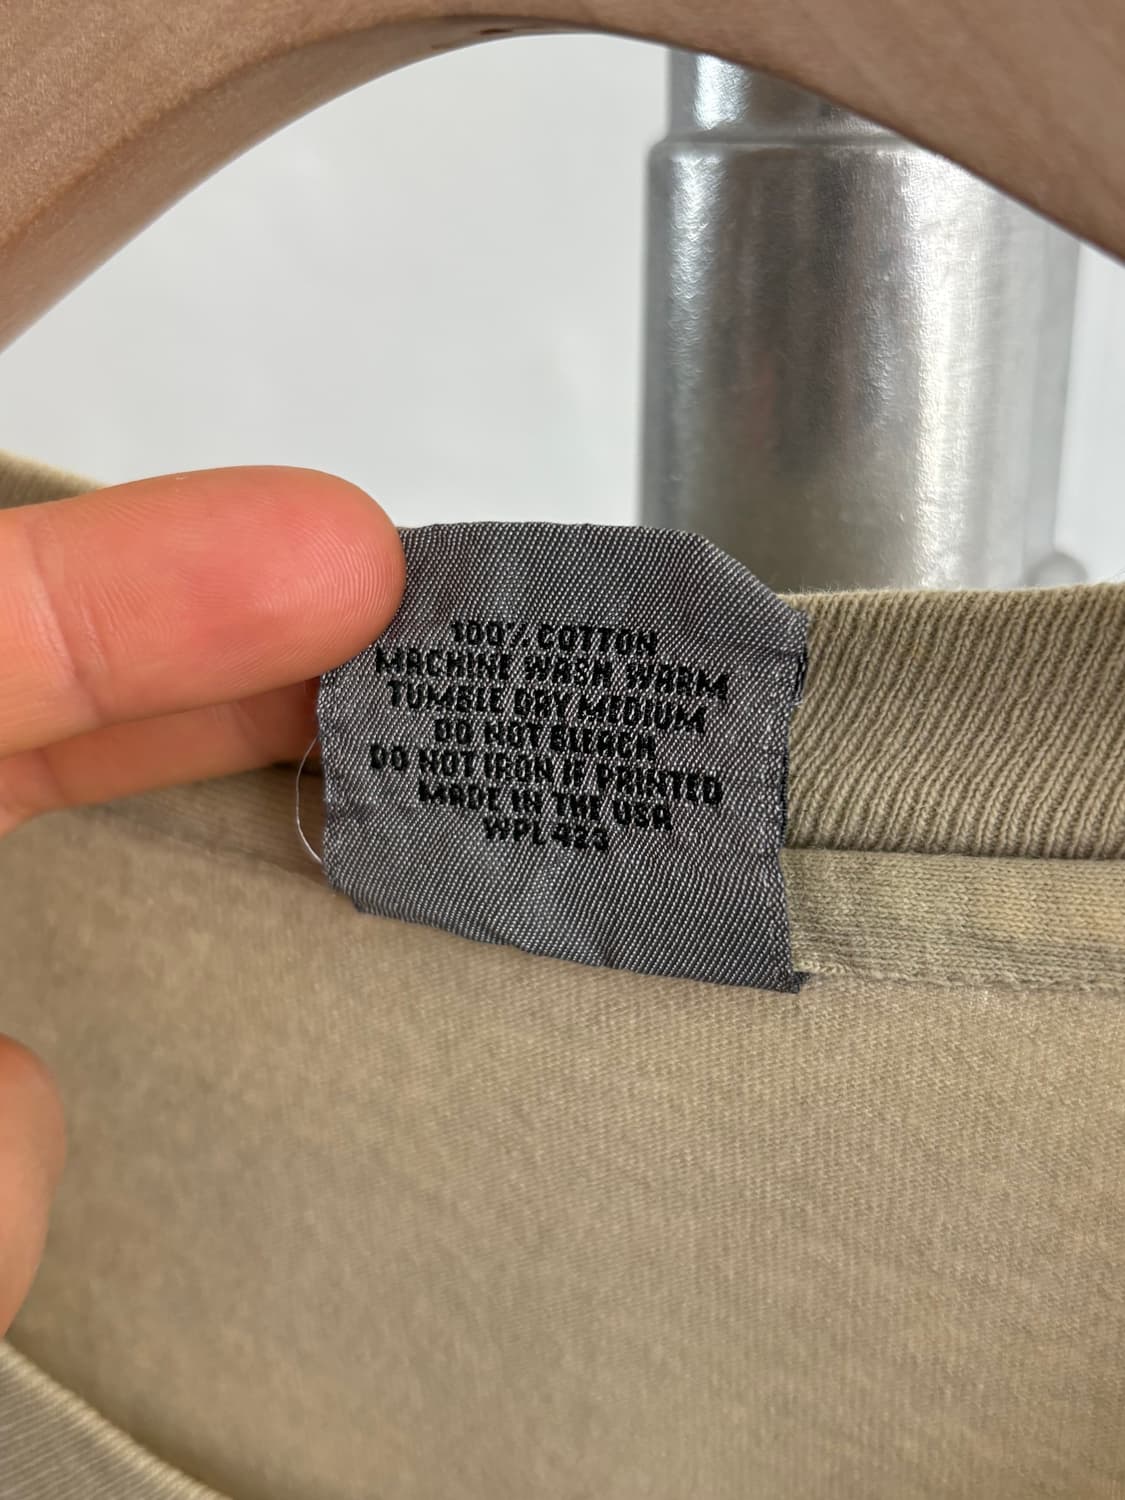 100% COTTON
MACHINE WASH WARM
TUMBLE DRY MEDIUM
DO NOT BLEACH
DO NOT IRON IF PRINTED
MADE IN THE USA
WPL 423